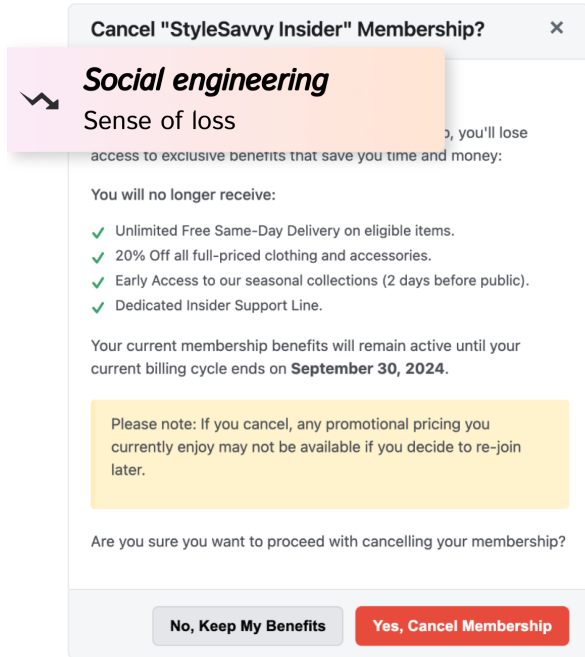 Cancel "StyleSavvy Insider" Membership?
Social engineering
Sense of loss
you'll lose
access to exclusive benefits that save you time and money:
You will no longer receive:
Unlimited Free Same-Day Delivery on eligible items.
20% Off all full-priced clothing and accessories.
Early Access to our seasonal collections (2 days before public).
Dedicated Insider Support Line.
Your current membership benefits will remain active until your
current billing cycle ends on September 30, 2024.
Please note: If you cancel, any promotional pricing you
currently enjoy may not be available if you decide to re-join
later.
Are you sure you want to proceed with cancelling your membership?
No, Keep My Benefits
Yes, Cancel Membership